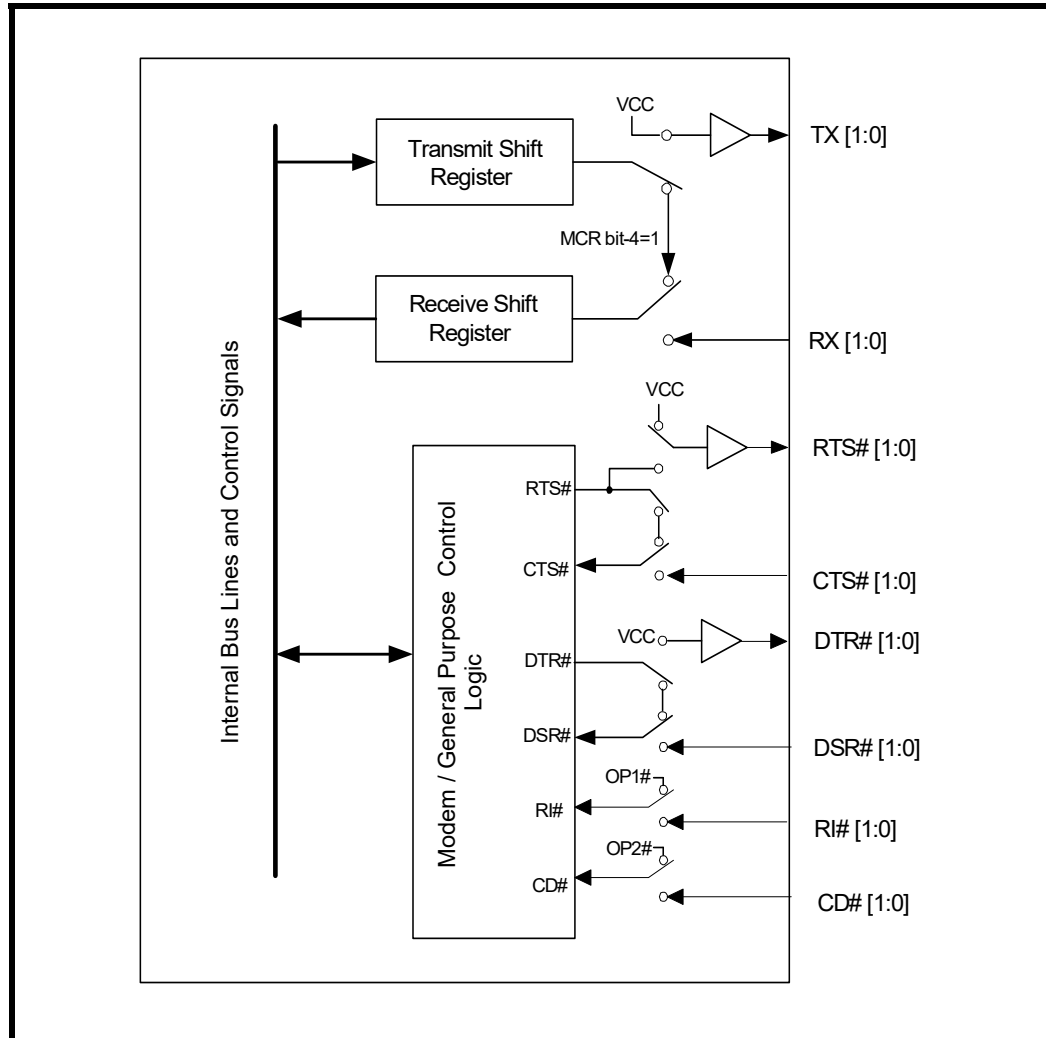 VCC
TX [1:0]
Transmit Shift
Register
MCR bit-4=1
Receive Shift
Register
RX [1:0]
Internal Bus Lines and Control Signals
VCC
RTS# [1:0]
Modem / General Purpose Control
Logic
RTS#
CTS#
CTS# [1:0]
VCC
DTR# [1:0]
DTR#
DSR#
DSR# [1:0]
OP1#
RI#
RI# [1:0]
OP2#
CD#
CD# [1:0]